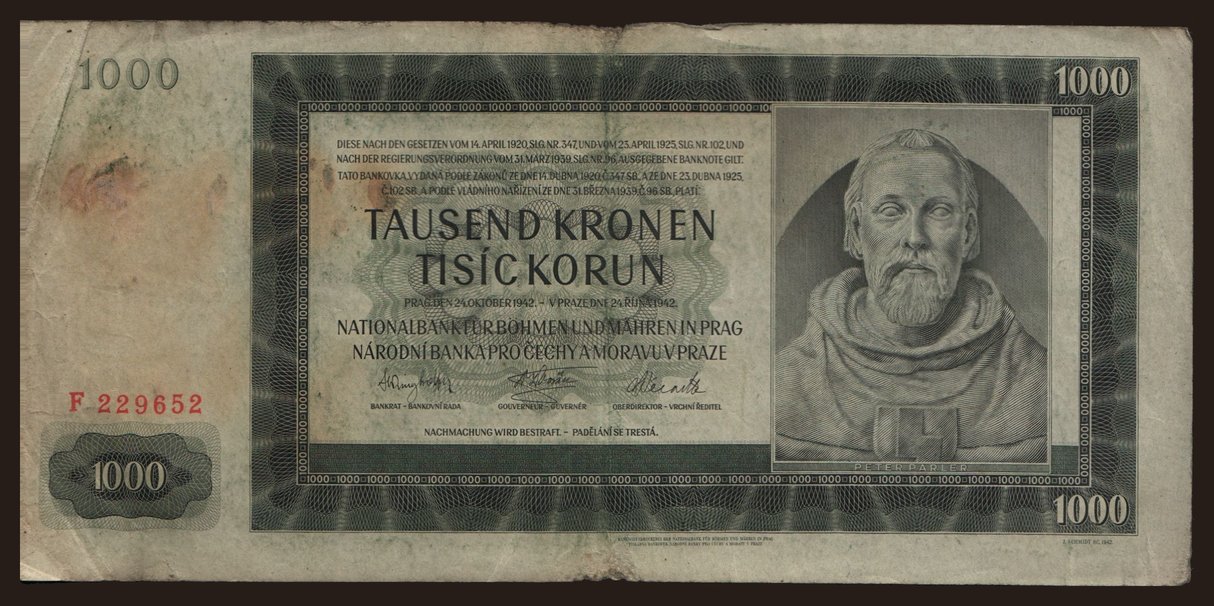 1000
1000
DIESE NACH DEN GESETZEN VOM 14. APRIL 1920, SLG. NR. 347, UND VOM 23. APRIL 1925, SLG. NR. 102, UND
NACH DER REGIERUNGSVERORDNUNG VOM 31. MÄRZ 1939, SLG. NR. 96, AUSGEGEBENE BANKNOTE GILT.
TATO BANKOVKA, VYDANÁ PODLE ZÁKONŮ ZE DNE 14. DUBNA 1920, Č. 347 SB., A ZE DNE 23. DUBNA 1925,
Č. 102 SB., A PODLE VLÁDNÍHO NAŘÍZENÍ ZE DNE 31. BŘEZNA 1939, Č. 96 SB., PLATÍ:
TAUSEND KRONEN
TISÍC KORUN
PRAG, DEN 24. OKTOBER 1942. – V PRAZE DNE 24. ŘÍJNA 1942.
NATIONALBANK FÜR BÖHMEN UND MÄHREN IN PRAG
NÁRODNÍ BANKA PRO ČECHY A MORAVU V PRAZE
BANKRAT – BANKOVNÍ RADA
GOUVERNEUR – GUVERNÉR
OBERDIREKTOR – VRCHNÍ ŘEDITEL
NACHMACHUNG WIRD BESTRAFT. – PADĚLÁNÍ SE TRESTÁ.
F 229652
1000
PETER PARLER
1000
J. SCHMIDT SC. 1942.